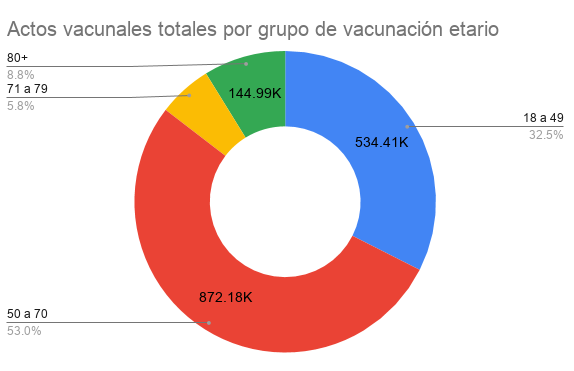 Actos vacunales totales por grupo de vacunación etario
80+
8.8%
71 a 79
5.8%
144.99K
18 a 49
32.5%
534.41K
872.18K
50 a 70
53.0%